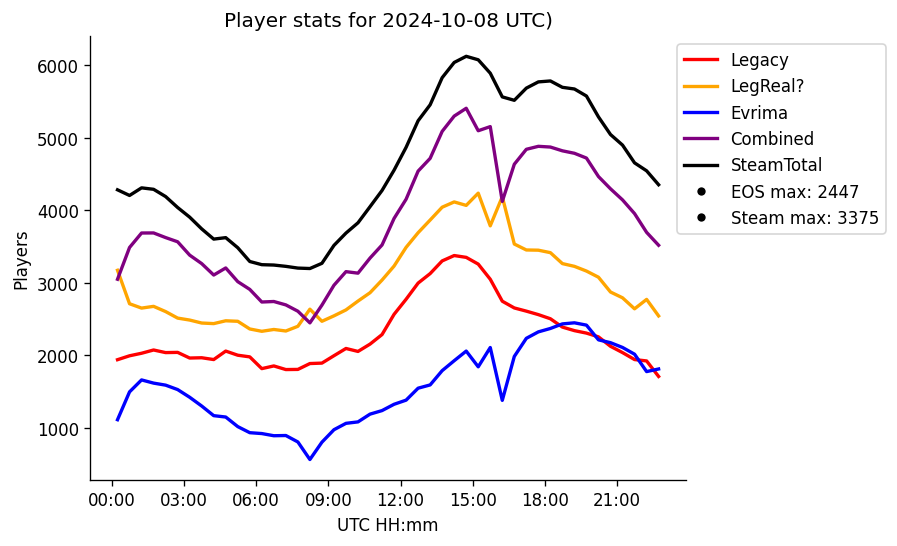 Player stats for 2024-10-08 UTC)
6000
5000
4000
3000
2000
1000
Players
00:00 03:00 06:00 09:00 12:00 15:00 18:00 21:00
UTC HH:mm
Legacy
LegReal?
Evrima
Combined
SteamTotal
EOS max: 2447
Steam max: 3375